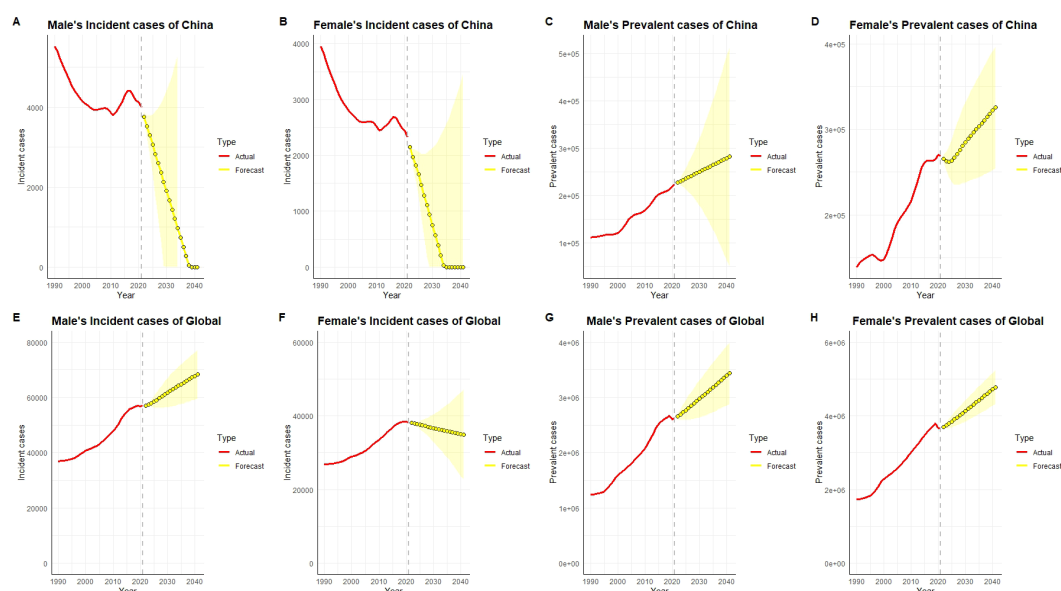 A Male's Incident cases of China
Incident cases
4000
2000
0
1990 2000 2010 2020 2030 2040
Year
Type
Actual
Forecast
B Female's Incident cases of China
Incident cases
4000
3000
2000
1000
0
1990 2000 2010 2020 2030 2040
Year
Type
Actual
Forecast
C Male's Prevalent cases of China
Prevalent cases
5e+05
4e+05
3e+05
2e+05
1e+05
1990 2000 2010 2020 2030 2040
Year
Type
Actual
Forecast
D Female's Prevalent cases of China
Prevalent cases
4e+05
3e+05
2e+05
1990 2000 2010 2020 2030 2040
Year
Type
Actual
Forecast
E Male's Incident cases of Global
Incident cases
80000
60000
40000
20000
0
1990 2000 2010 2020 2030 2040
Year
Type
Actual
Forecast
F Female's Incident cases of Global
Incident cases
60000
40000
20000
0
1990 2000 2010 2020 2030 2040
Year
Type
Actual
Forecast
G Male's Prevalent cases of Global
Prevalent cases
4e+06
3e+06
2e+06
1e+06
0e+00
1990 2000 2010 2020 2030 2040
Year
Type
Actual
Forecast
H Female's Prevalent cases of Global
Prevalent cases
6e+06
4e+06
2e+06
0e+00
1990 2000 2010 2020 2030 2040
Year
Type
Actual
Forecast